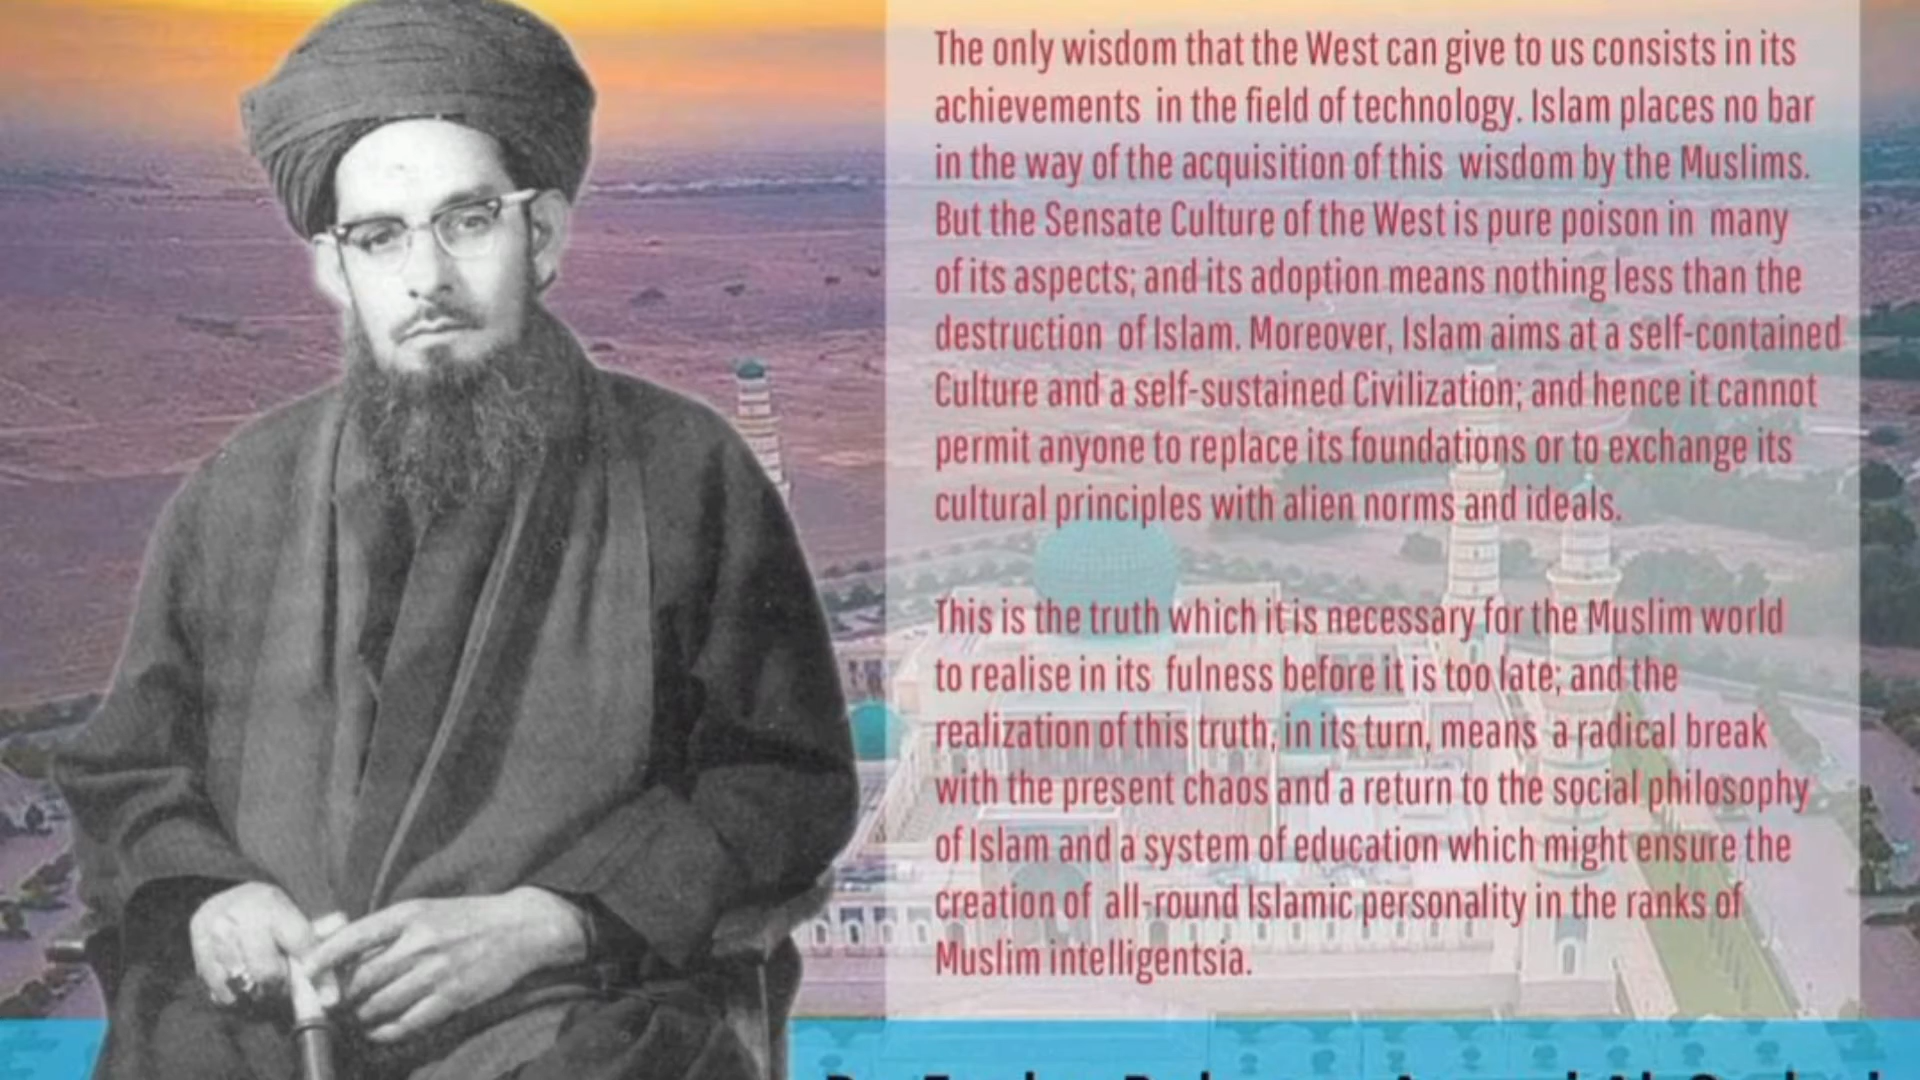 The only wisdom that the West can give to us consists in its
achievements in the field of technology. Islam places no bar
in the way of the acquisition of this wisdom by the Muslims.
But the Sensate Culture of the West is pure poison in many
of its aspects; and its adoption means nothing less than the
destruction of Islam. Moreover, Islam aims at a self-contained
Culture and a self-sustained Civilization; and hence it cannot
permit anyone to replace its foundations or to exchange its
cultural principles with alien norms and ideals.
This is the truth which it is necessary for the Muslim world
to realise in its fulness before it is too late; and the
realization of this truth, in its turn, means a radical break
with the present chaos and a return to the social philosophy
of Islam and a system of education which might ensure the
creation of all-round Islamic personality in the ranks of
Muslim intelligentsia.